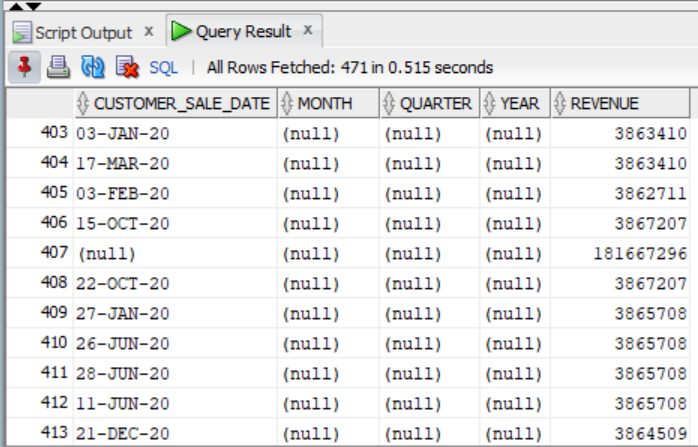 Script Output x Query Result x
SQL | All Rows Fetched: 471 in 0.515 seconds
CUSTOMER_SALE_DATE MONTH QUARTER YEAR REVENUE
403 03-JAN-20 (null) (null) (null) 3863410
404 17-MAR-20 (null) (null) (null) 3863410
405 03-FEB-20 (null) (null) (null) 3862711
406 15-OCT-20 (null) (null) (null) 3867207
407 (null) (null) (null) (null) 181667296
408 22-OCT-20 (null) (null) (null) 3867207
409 27-JAN-20 (null) (null) (null) 3865708
410 26-JUN-20 (null) (null) (null) 3865708
411 28-JUN-20 (null) (null) (null) 3865708
412 11-JUN-20 (null) (null) (null) 3865708
413 21-DEC-20 (null) (null) (null) 3864509